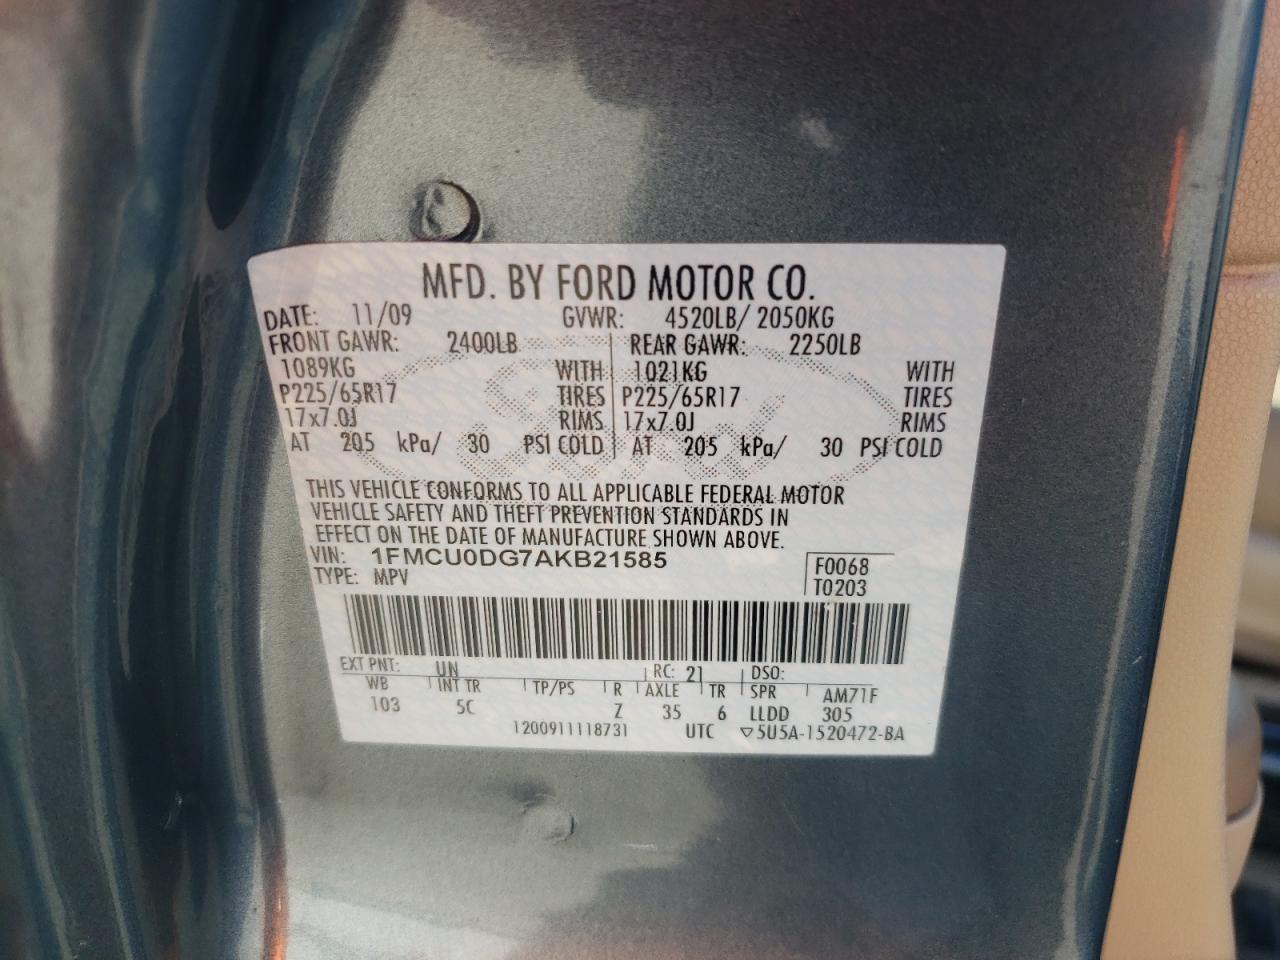 MFD. BY FORD MOTOR CO.
DATE: 11/09 GVWR: 4520LB/ 2050KG
FRONT GAWR: 2400LB REAR GAWR: 2250LB
1089KG WITH 1021KG WITH
P225/65R17 TIRES P225/65R17 TIRES
17x7.0J RIMS 17x7.0J RIMS
AT 205 kPa/ 30 PSI COLD AT 205 kPa/ 30 PSI COLD
THIS VEHICLE CONFORMS TO ALL APPLICABLE FEDERAL MOTOR
VEHICLE SAFETY AND THEFT PREVENTION STANDARDS IN
EFFECT ON THE DATE OF MANUFACTURE SHOWN ABOVE.
VIN: 1FMCU0DG7AKB21585 F0068
TYPE: MPV T0203
EXT PNT: UN RC: 21 DSO:
WB INT TR TP/PS R AXLE TR SPR AM71F
103 5C Z 35 6 LLDD 305
1200911118731 UTC ▽5U5A-1520472-BA